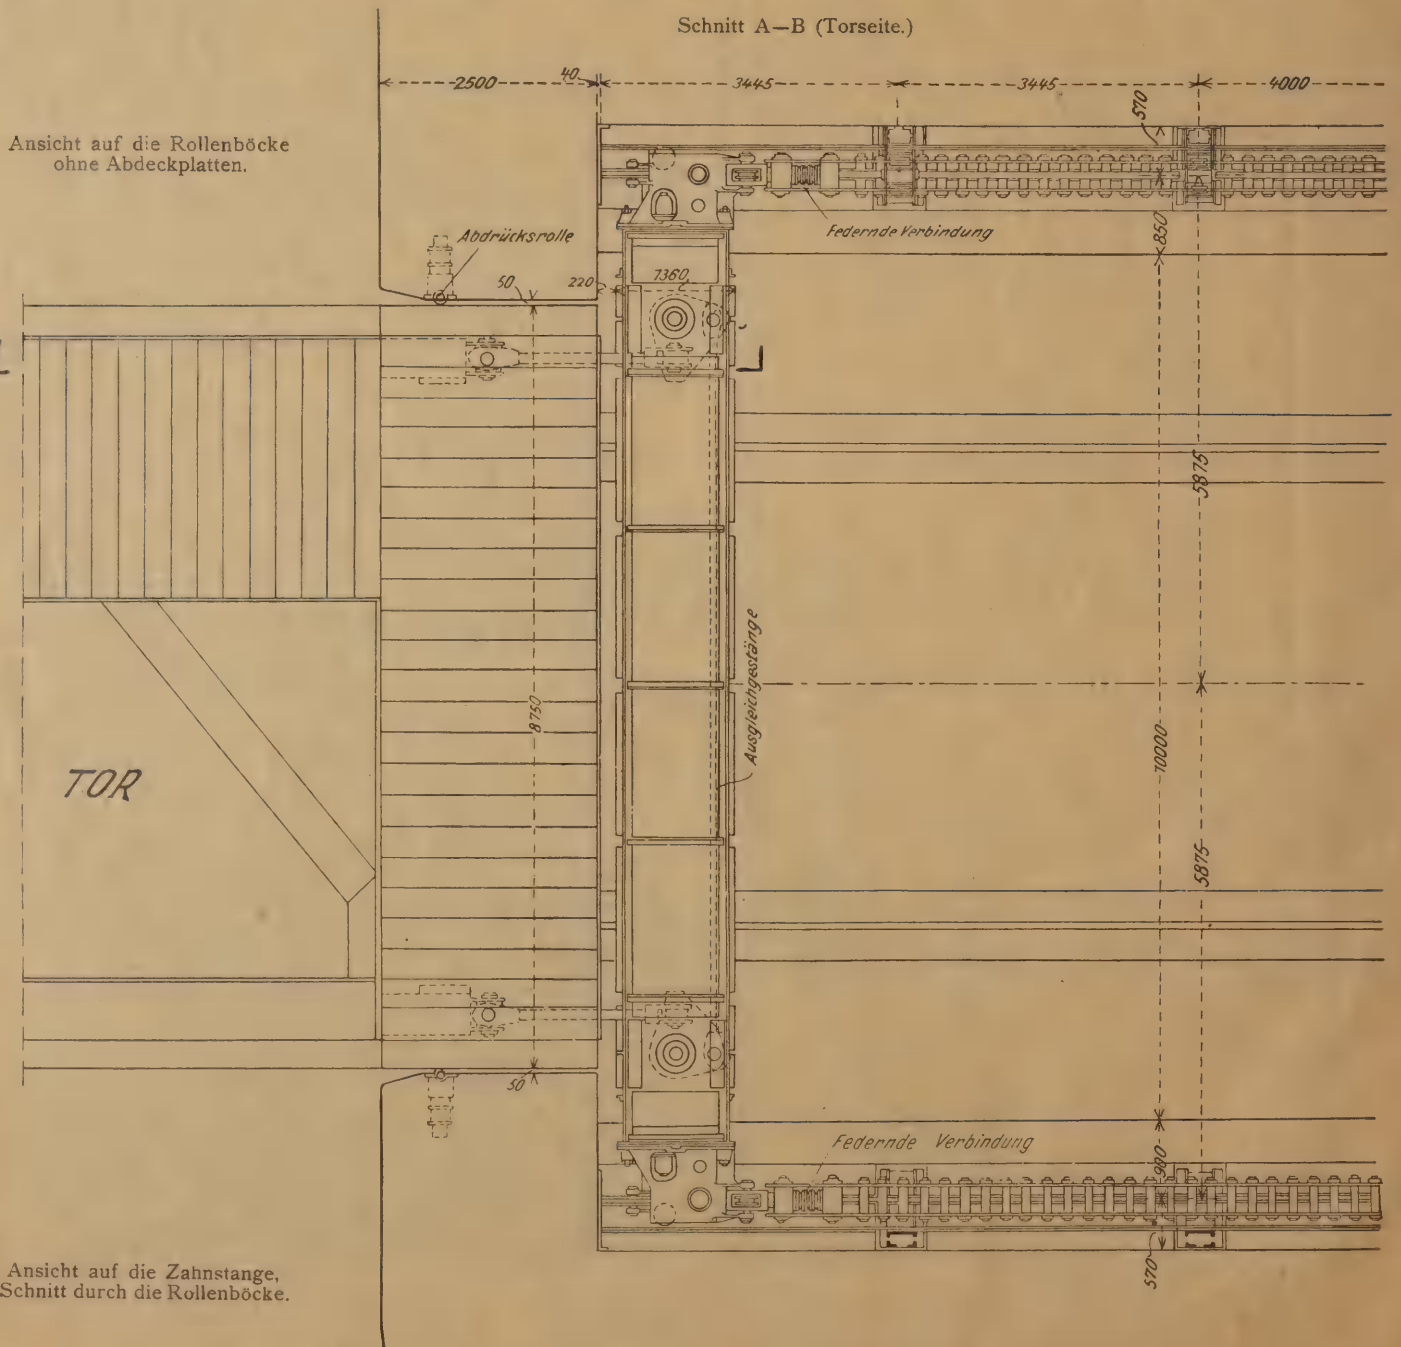 Schnitt A—B (Torseite.)
2500
40
3445
3445
4000
570
Ansicht auf die Rollenböcke
ohne Abdeckplatten.
Abdrücksrolle
Federnde Verbindung
850
50
220
1360
5875
8750
Ausgleichgestänge
10000
TOR
5875
50
Federnde Verbindung
900
570
Ansicht auf die Zahnstange,
Schnitt durch die Rollenböcke.